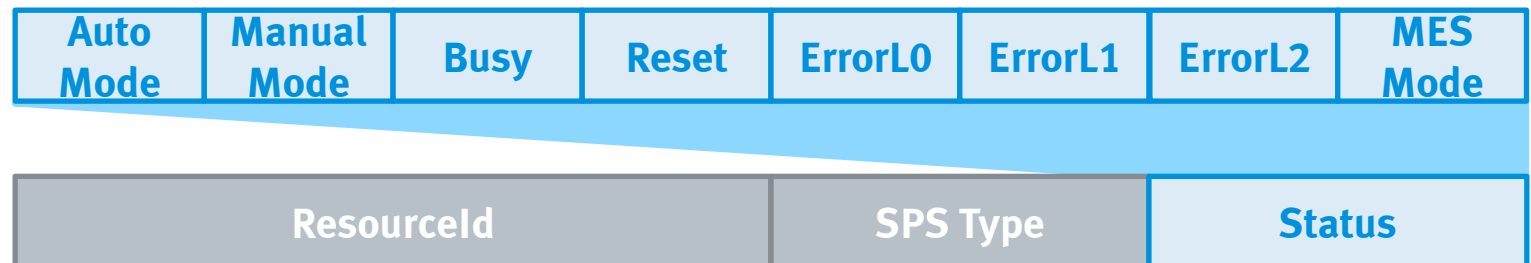 Auto Manual MES
Mode Mode Busy Reset ErrorL0 ErrorL1 ErrorL2 Mode
ResourceId SPS Type Status